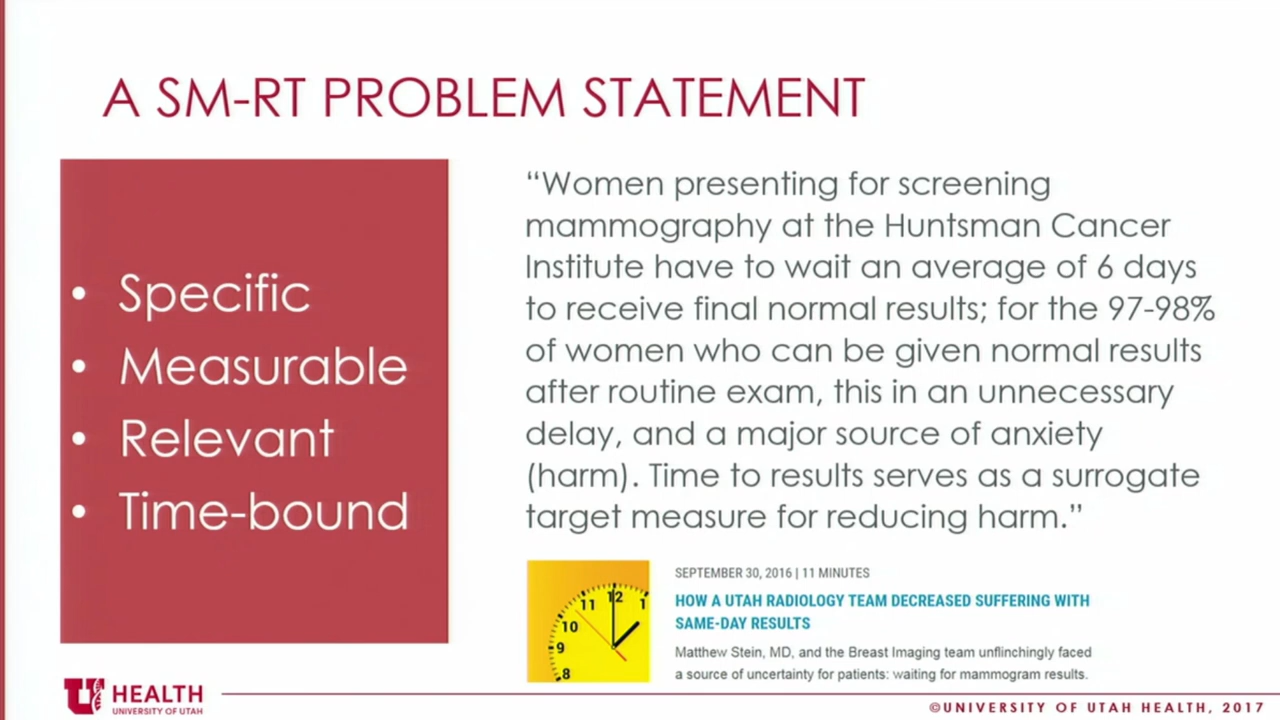 A SM-RT PROBLEM STATEMENT
• Specific
• Measurable
• Relevant
• Time-bound
“Women presenting for screening
mammography at the Huntsman Cancer
Institute have to wait an average of 6 days
to receive final normal results; for the 97-98%
of women who can be given normal results
after routine exam, this in an unnecessary
delay, and a major source of anxiety
(harm). Time to results serves as a surrogate
target measure for reducing harm.”
12
11
1
10
9
8
SEPTEMBER 30, 2016 | 11 MINUTES
HOW A UTAH RADIOLOGY TEAM DECREASED SUFFERING WITH
SAME-DAY RESULTS
Matthew Stein, MD, and the Breast Imaging team unflinchingly faced
a source of uncertainty for patients: waiting for mammogram results.
U HEALTH
UNIVERSITY OF UTAH
©UNIVERSITY OF UTAH HEALTH, 2017